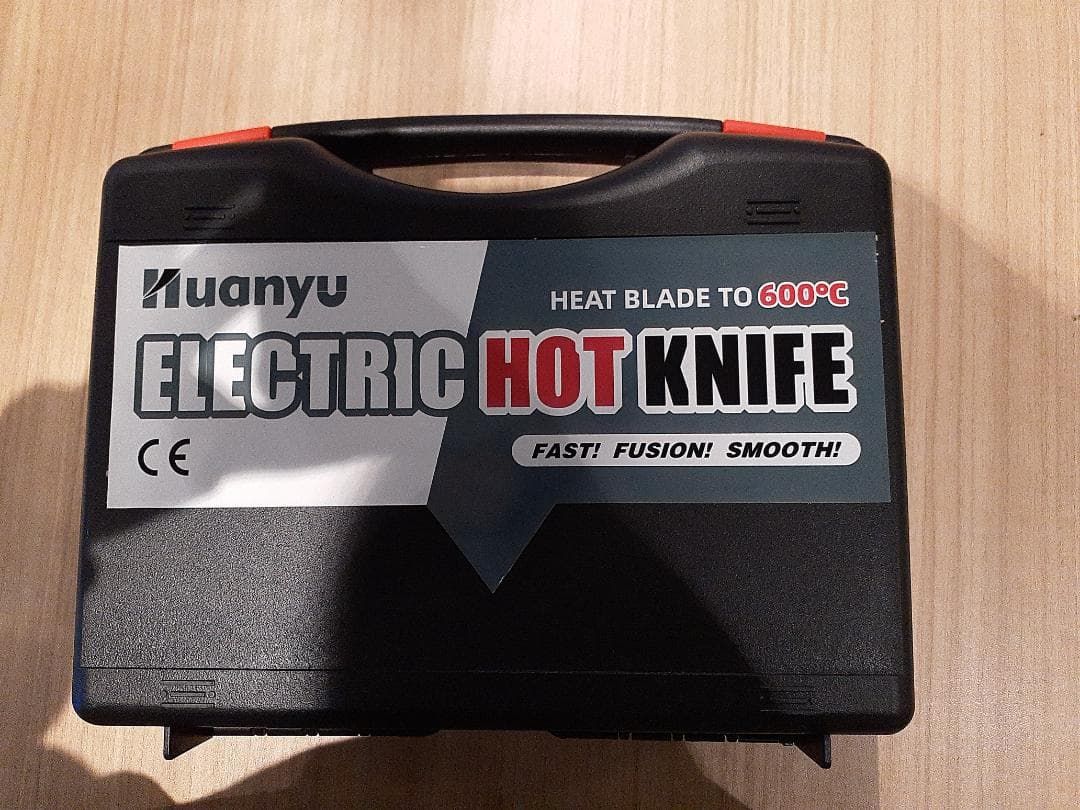 Huanyu
HEAT BLADE TO 600°C
ELECTRIC HOT KNIFE
FAST! FUSION! SMOOTH!
CE